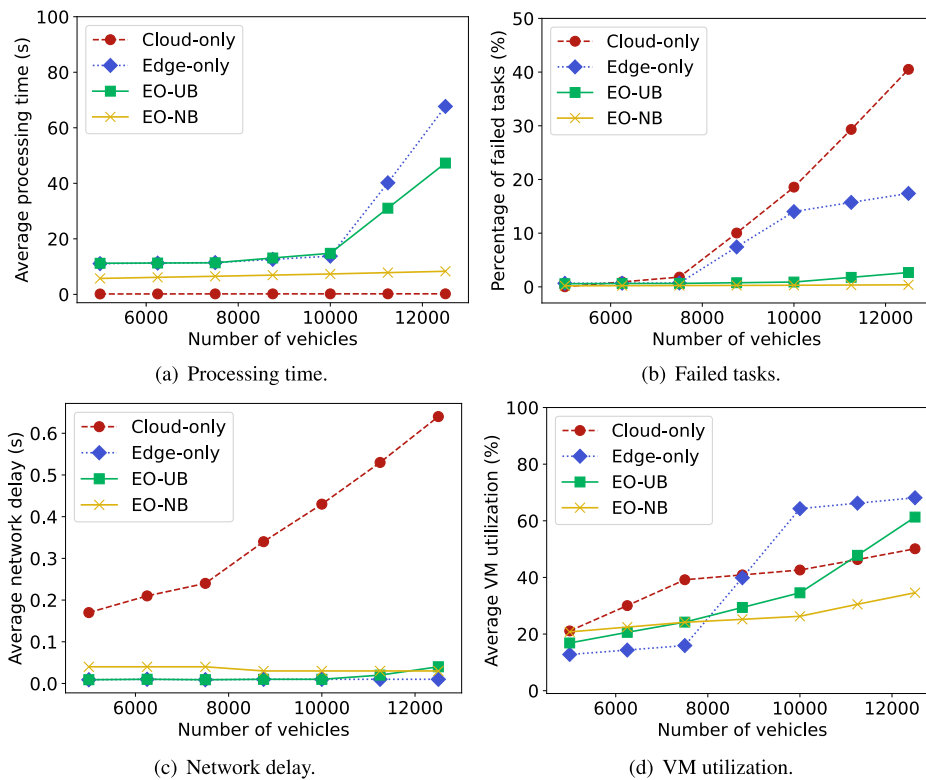 100
80
60
40
20
0
Average processing time (s)
Cloud-only
Edge-only
EO-UB
EO-NB
6000 8000 10000 12000
Number of vehicles
(a) Processing time.
50
40
30
20
10
0
Percentage of failed tasks (%)
Cloud-only
Edge-only
EO-UB
EO-NB
6000 8000 10000 12000
Number of vehicles
(b) Failed tasks.
0.6
0.5
0.4
0.3
0.2
0.1
0.0
Average network delay (s)
Cloud-only
Edge-only
EO-UB
EO-NB
6000 8000 10000 12000
Number of vehicles
(c) Network delay.
100
80
60
40
20
0
Average VM utilization (%)
Cloud-only
Edge-only
EO-UB
EO-NB
6000 8000 10000 12000
Number of vehicles
(d) VM utilization.